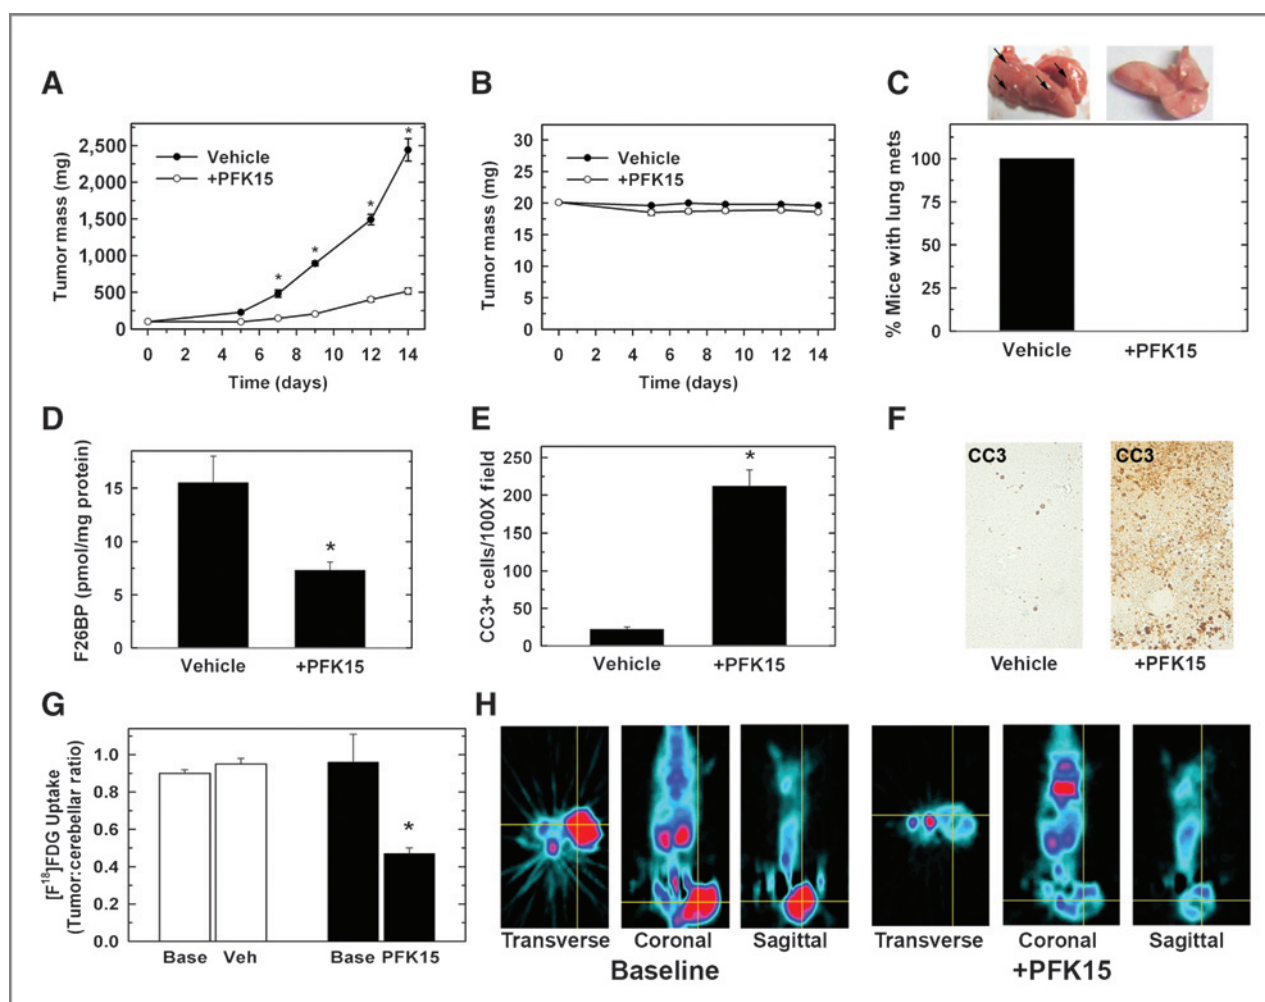 A
Tumor mass (mg)
2,500
2,000
1,500
1,000
500
0
*
*
*
*
Vehicle
+PFK15
0 2 4 6 8 10 12 14
Time (days)
B
Tumor mass (mg)
30
25
20
15
10
5
0
Vehicle
+PFK15
0 2 4 6 8 10 12 14
Time (days)
C
% Mice with lung mets
100
75
50
25
0
Vehicle +PFK15
D
F26BP (pmol/mg protein)
15
10
5
0
*
Vehicle +PFK15
E
CC3+ cells/100X field
250
200
150
100
50
0
*
Vehicle +PFK15
F
CC3 CC3
Vehicle +PFK15
G
[F¹⁸]FDG Uptake
(Tumor:cerebellar ratio)
1.0
0.8
0.6
0.4
0.2
0.0
*
Base Veh Base PFK15
H
Transverse Coronal Sagittal Transverse Coronal Sagittal
Baseline +PFK15